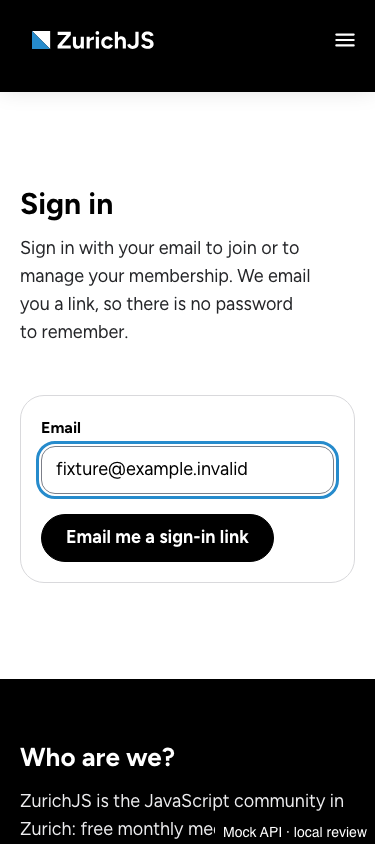 ZurichJS
Sign in
Sign in with your email to join or to
manage your membership. We email
you a link, so there is no password
to remember.
Email
fixture@example.invalid
Email me a sign-in link
Who are we?
ZurichJS is the JavaScript community in
Zurich: free monthly
Mock API · local review